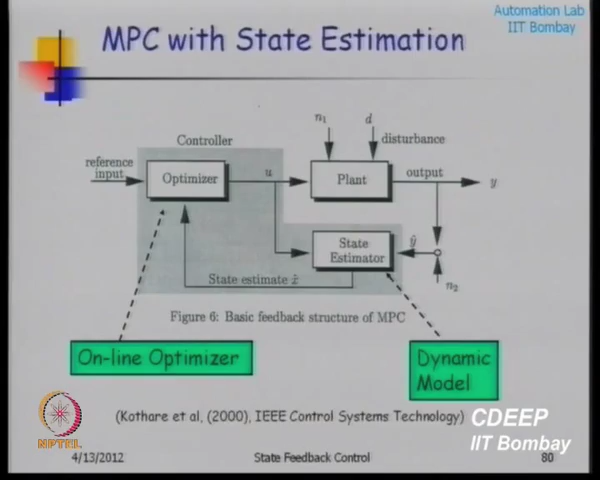 Automation Lab
IIT Bombay
MPC with State Estimation
Controller
n₁
d
disturbance
reference
input
Optimizer
u
Plant
output
y
State
Estimator
ŷ
n₂
State estimate x̂
Figure 6: Basic feedback structure of MPC
On-line Optimizer
Dynamic
Model
(Kothare et al, (2000), IEEE Control Systems Technology)
CDEEP
IIT Bombay
NPTEL
4/13/2012
State Feedback Control
80